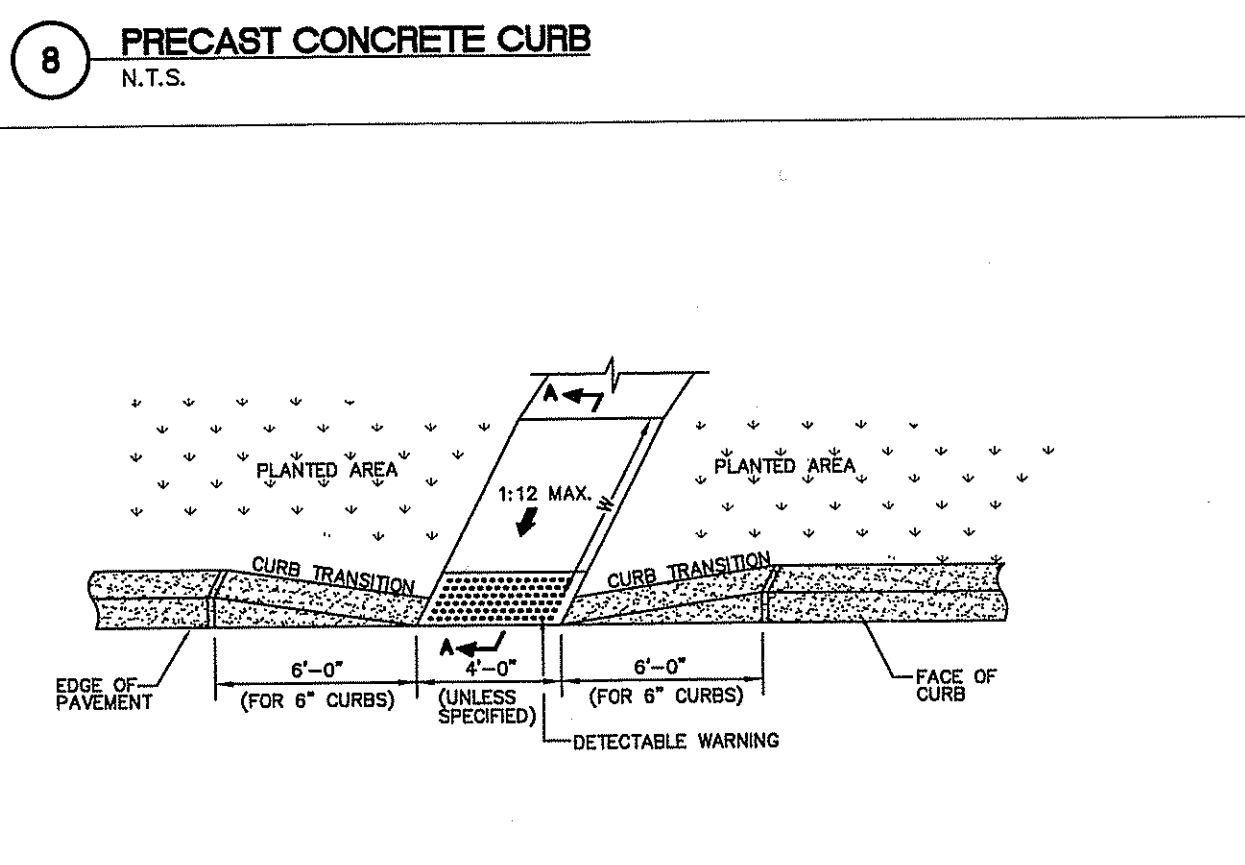 8
PRECAST CONCRETE CURB
N.T.S.
A
PLANTED AREA
PLANTED AREA
1:12 MAX.
W
CURB TRANSITION
CURB TRANSITION
A
6'-0"
(FOR 6" CURBS)
4'-0"
(UNLESS
SPECIFIED)
6'-0"
(FOR 6" CURBS)
EDGE OF
PAVEMENT
FACE OF
CURB
DETECTABLE WARNING